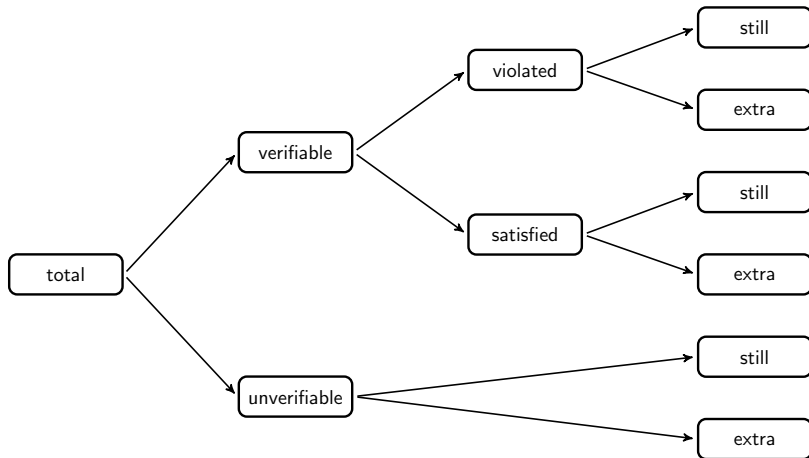 still
violated
extra
verifiable
still
satisfied
extra
total
still
unverifiable
extra